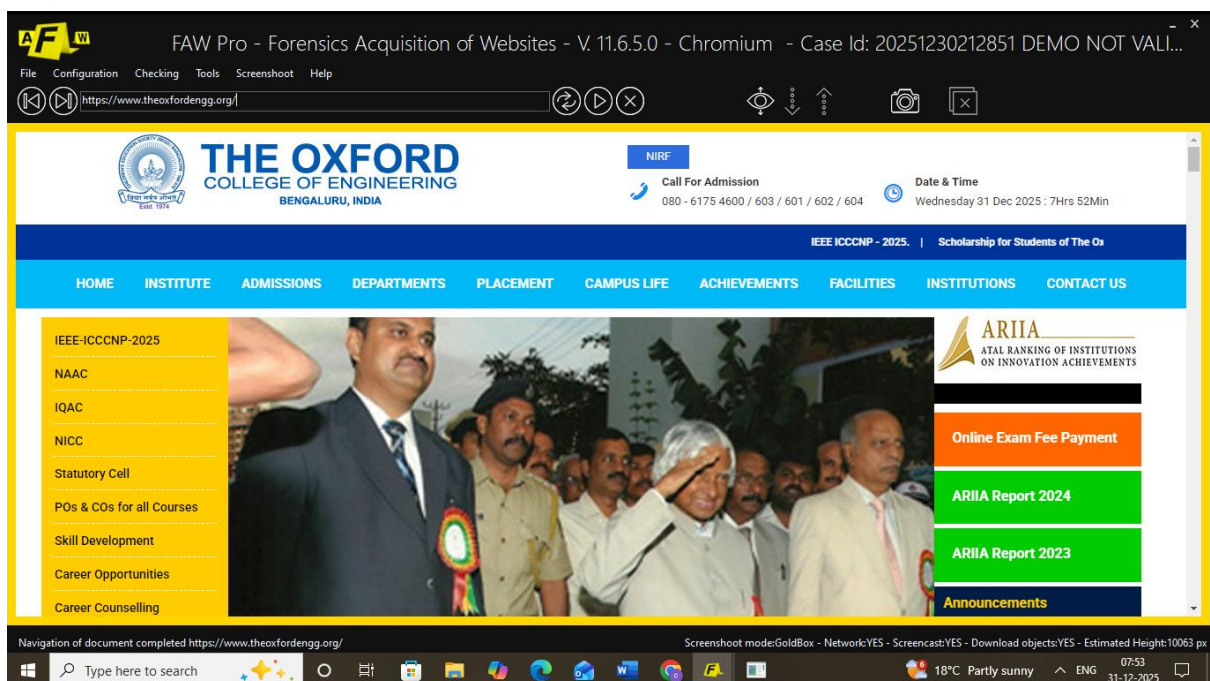 A F W
FAW Pro - Forensics Acquisition of Websites - V. 11.6.5.0 - Chromium - Case Id: 20251230212851 DEMO NOT VALI...
File Configuration Checking Tools Screenshoot Help
https://www.theoxfordengg.org/
THE OXFORD
COLLEGE OF ENGINEERING
BENGALURU, INDIA
Estd. 1974
NIRF
Call For Admission
080 - 6175 4600 / 603 / 601 / 602 / 604
Date & Time
Wednesday 31 Dec 2025 : 7Hrs 52Min
IEEE ICCCNP - 2025. | Scholarship for Students of The Ox
HOME INSTITUTE ADMISSIONS DEPARTMENTS PLACEMENT CAMPUS LIFE ACHIEVEMENTS FACILITIES INSTITUTIONS CONTACT US
IEEE-ICCCNP-2025
NAAC
IQAC
NICC
Statutory Cell
POs & COs for all Courses
Skill Development
Career Opportunities
Career Counselling
ARIIA
ATAL RANKING OF INSTITUTIONS
ON INNOVATION ACHIEVEMENTS
Online Exam Fee Payment
ARIIA Report 2024
ARIIA Report 2023
Announcements
Navigation of document completed https://www.theoxfordengg.org/
Screenshoot mode:GoldBox - Network:YES - Screencast:YES - Download objects:YES - Estimated Height:10063 px
Type here to search
18°C Partly sunny
ENG
07:53
31-12-2025